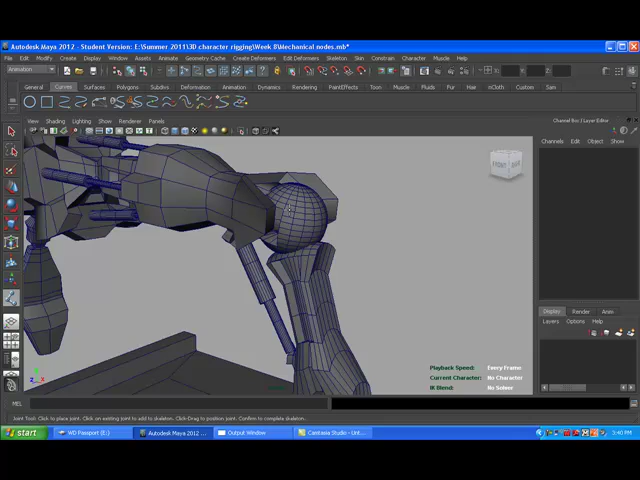 Autodesk Maya 2012 - Student Version: E:\Summer 2011\3D character rigging\Week 8\Mechanical nodes.mb*
File Edit Modify Create Display Window Assets Animate Geometry Cache Create Deformers Edit Deformers Skeleton Skin Constrain Character Muscle Help
Animation
X: Y: Z:
General Curves Surfaces Polygons Subdivs Deformation Animation Dynamics Rendering PaintEffects Toon Muscle Fluids Fur Hair nCloth Custom Sam
View Shading Lighting Show Renderer Panels
Channel Box / Layer Editor
Channels Edit Object Show
Display Render Anim
Layers Options Help
Playback Speed: Every Frame
Current Character: No Character
IK Blend: No Solver
MEL
Joint Tool: Click to place joint. Click on existing joint to add to skeleton. Click-Drag to position joint. Confirm to complete skeleton.
start WD Passport (E:) Autodesk Maya 2012 ... Output Window Camtasia Studio - Unt... 3:40 PM